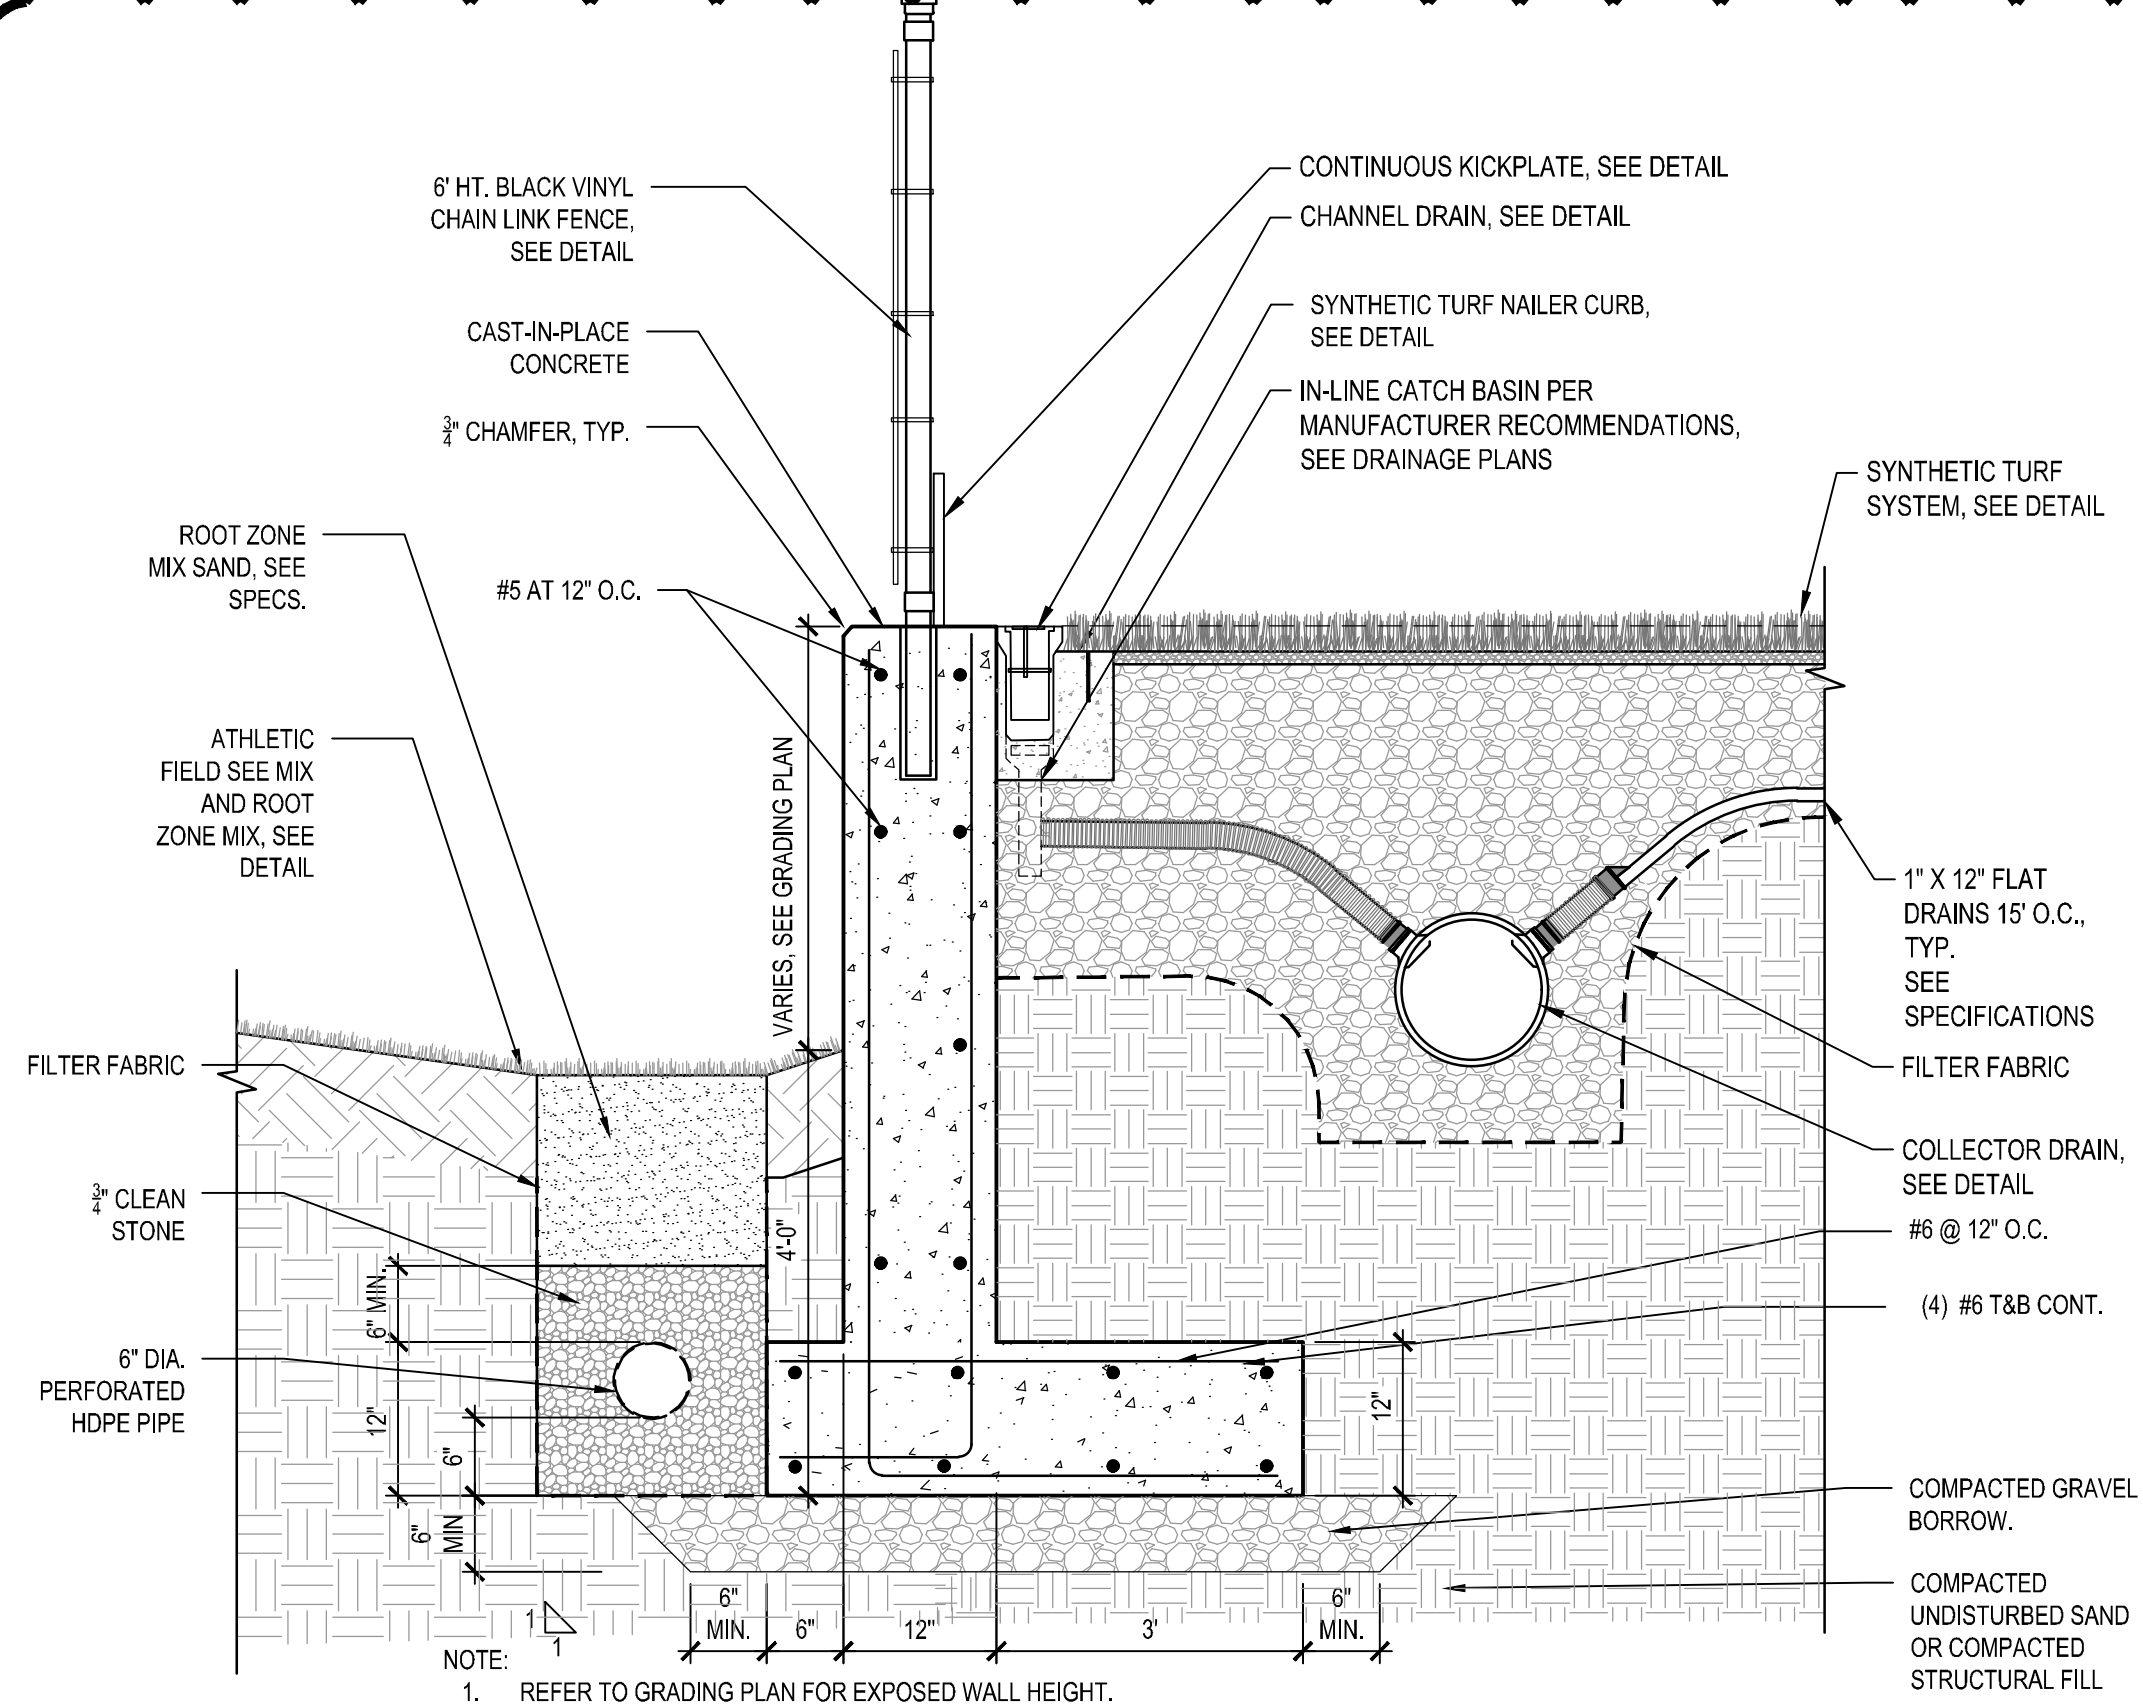 6' HT. BLACK VINYL
CHAIN LINK FENCE,
SEE DETAIL
CAST-IN-PLACE
CONCRETE
3/4" CHAMFER, TYP.
ROOT ZONE
MIX SAND, SEE
SPECS.
#5 AT 12" O.C.
ATHLETIC
FIELD SEE MIX
AND ROOT
ZONE MIX, SEE
DETAIL
FILTER FABRIC
3/4" CLEAN
STONE
6" DIA.
PERFORATED
HDPE PIPE
CONTINUOUS KICKPLATE, SEE DETAIL
CHANNEL DRAIN, SEE DETAIL
SYNTHETIC TURF NAILER CURB,
SEE DETAIL
IN-LINE CATCH BASIN PER
MANUFACTURER RECOMMENDATIONS,
SEE DRAINAGE PLANS
SYNTHETIC TURF
SYSTEM, SEE DETAIL
1" X 12" FLAT
DRAINS 15' O.C.,
TYP.
SEE
SPECIFICATIONS
FILTER FABRIC
COLLECTOR DRAIN,
SEE DETAIL
#6 @ 12" O.C.
(4) #6 T&B CONT.
COMPACTED GRAVEL
BORROW.
COMPACTED
UNDISTURBED SAND
OR COMPACTED
STRUCTURAL FILL
VARIES, SEE GRADING PLAN
4'-0"
6" MIN.
12"
6"
6"
MIN
12"
1
1
6"
MIN.
6"
12"
3'
6"
MIN.
NOTE:
1. REFER TO GRADING PLAN FOR EXPOSED WALL HEIGHT.